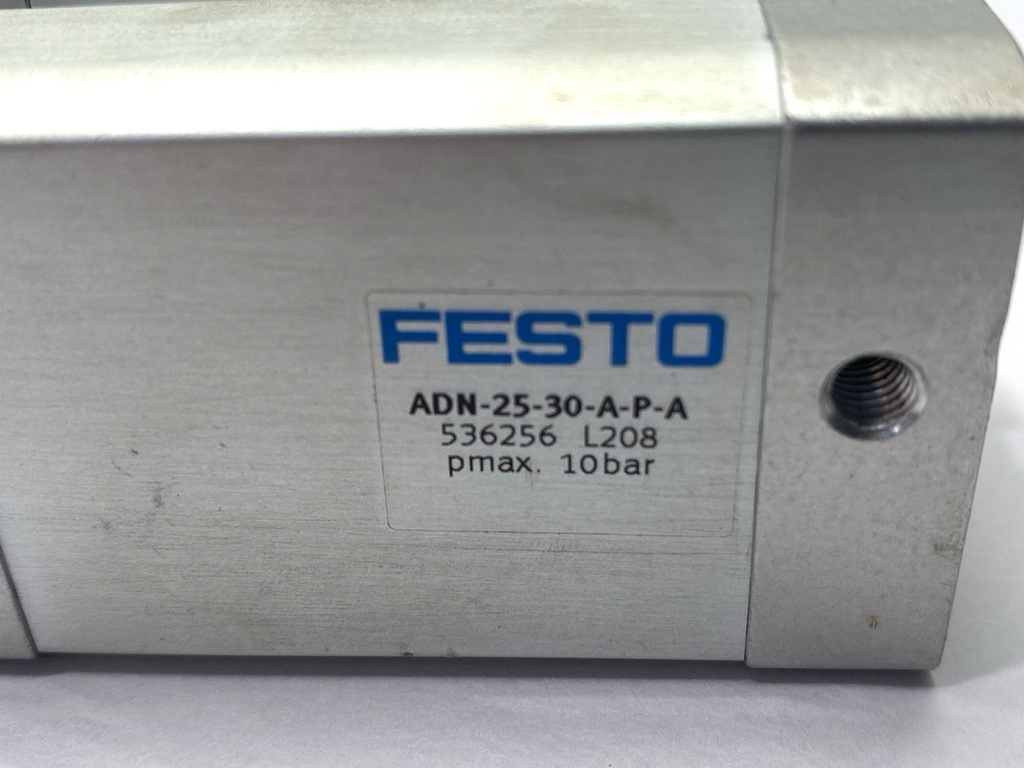 FESTO
ADN-25-30-A-P-A
536256 L208
pmax. 10bar